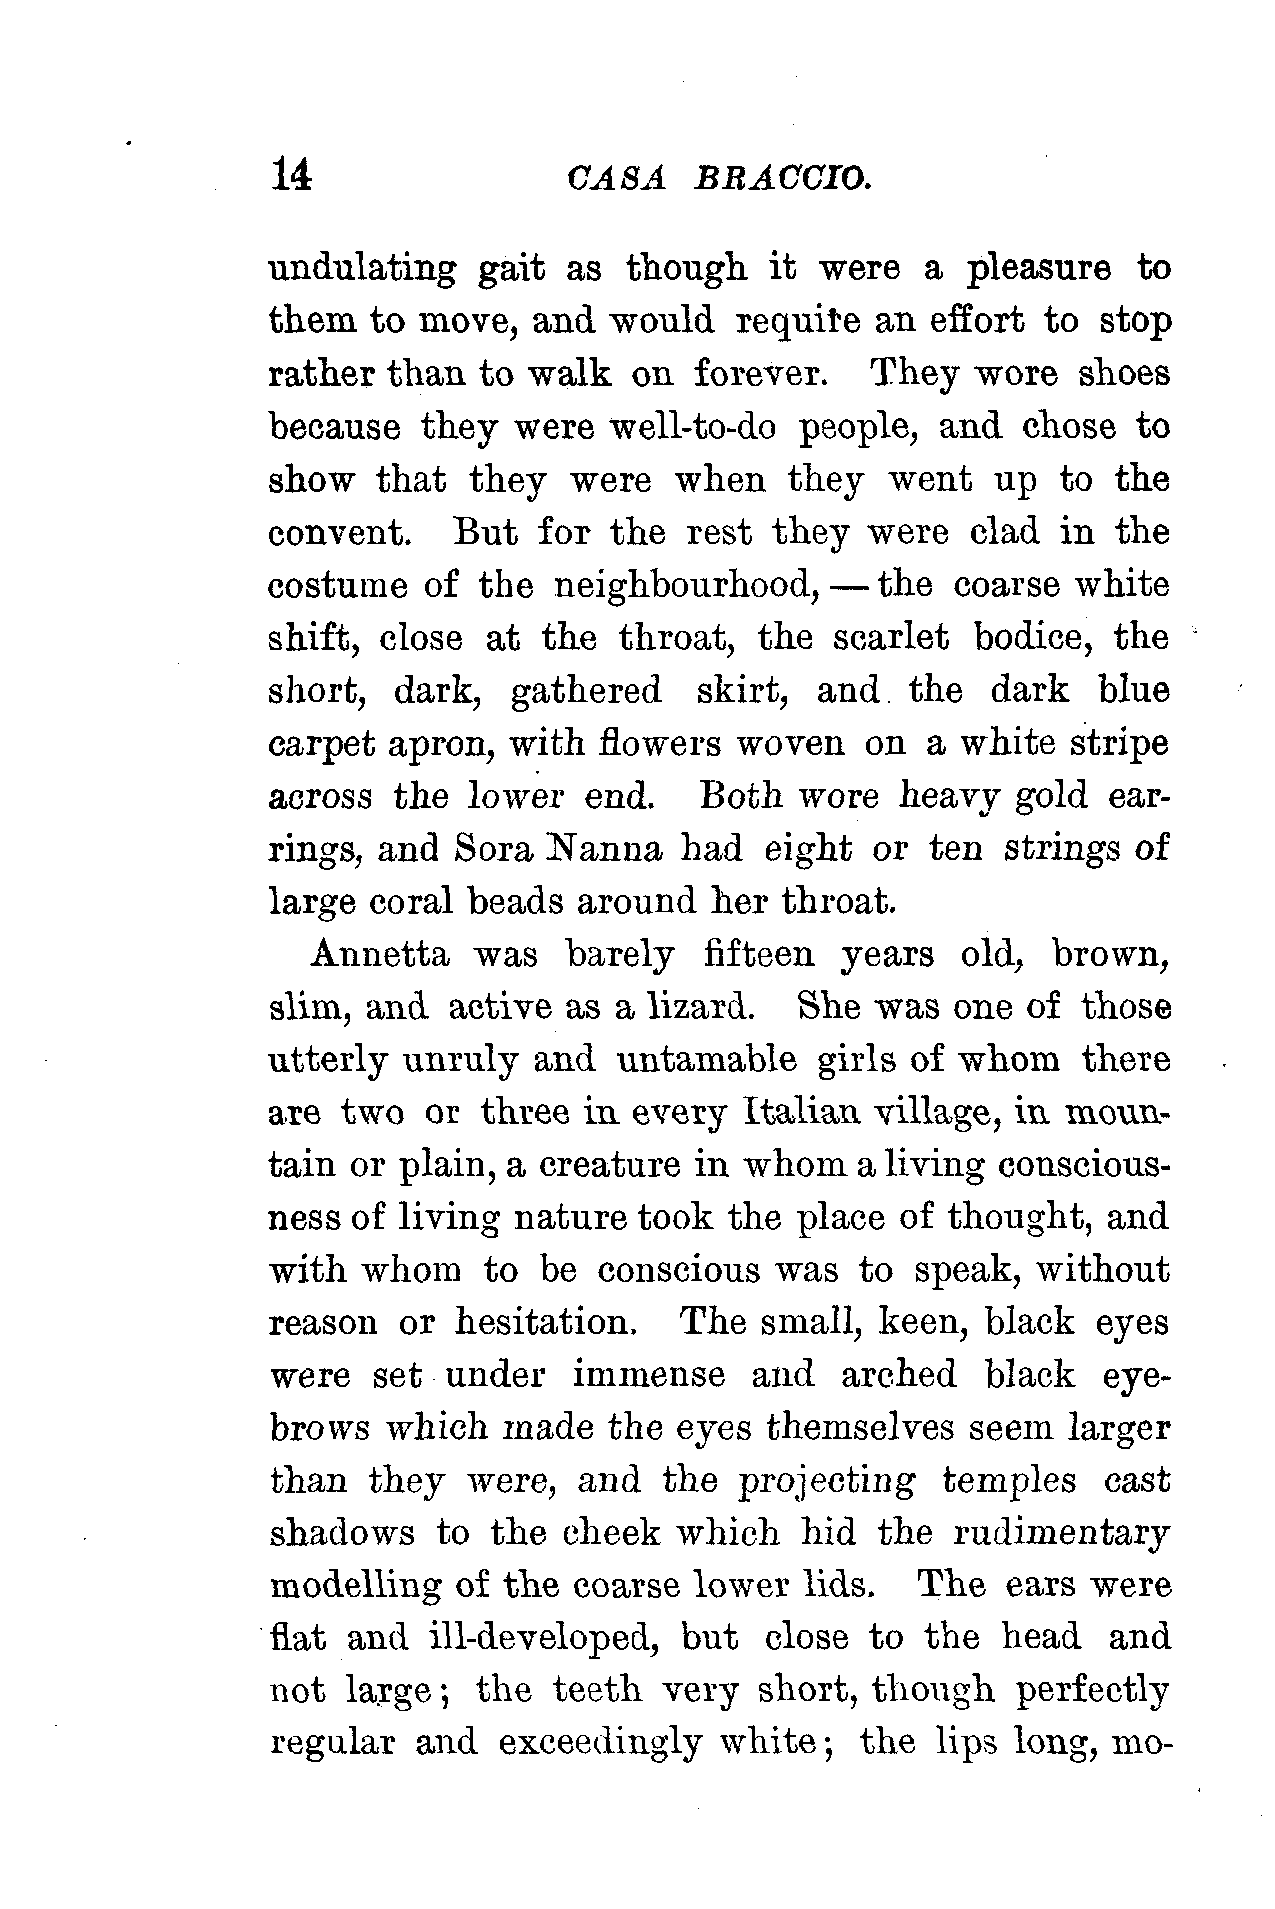 14 CASA BRACCIO.
undulating gait as though it were a pleasure to
them to move, and would require an effort to stop
rather than to walk on forever. They wore shoes
because they were well-to-do people, and chose to
show that they were when they went up to the
convent. But for the rest they were clad in the
costume of the neighbourhood, — the coarse white
shift, close at the throat, the scarlet bodice, the
short, dark, gathered skirt, and the dark blue
carpet apron, with flowers woven on a white stripe
across the lower end. Both wore heavy gold ear-
rings, and Sora Nanna had eight or ten strings of
large coral beads around her throat.
Annetta was barely fifteen years old, brown,
slim, and active as a lizard. She was one of those
utterly unruly and untamable girls of whom there
are two or three in every Italian village, in moun-
tain or plain, a creature in whom a living conscious-
ness of living nature took the place of thought, and
with whom to be conscious was to speak, without
reason or hesitation. The small, keen, black eyes
were set under immense and arched black eye-
brows which made the eyes themselves seem larger
than they were, and the projecting temples cast
shadows to the cheek which hid the rudimentary
modelling of the coarse lower lids. The ears were
flat and ill-developed, but close to the head and
not large; the teeth very short, though perfectly
regular and exceedingly white; the lips long, mo-